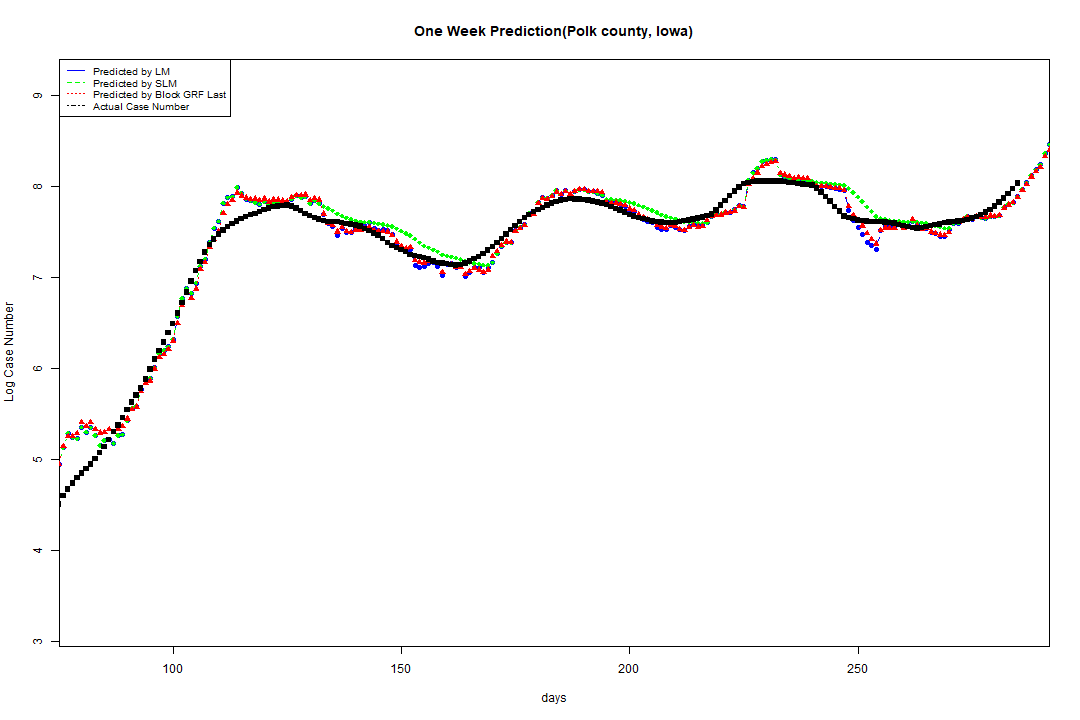 One Week Prediction(Polk county, Iowa)
Predicted by LM
Predicted by SLM
Predicted by Block GRF Last
Actual Case Number
Log Case Number
9
8
7
6
5
4
3
100 150 200 250
days